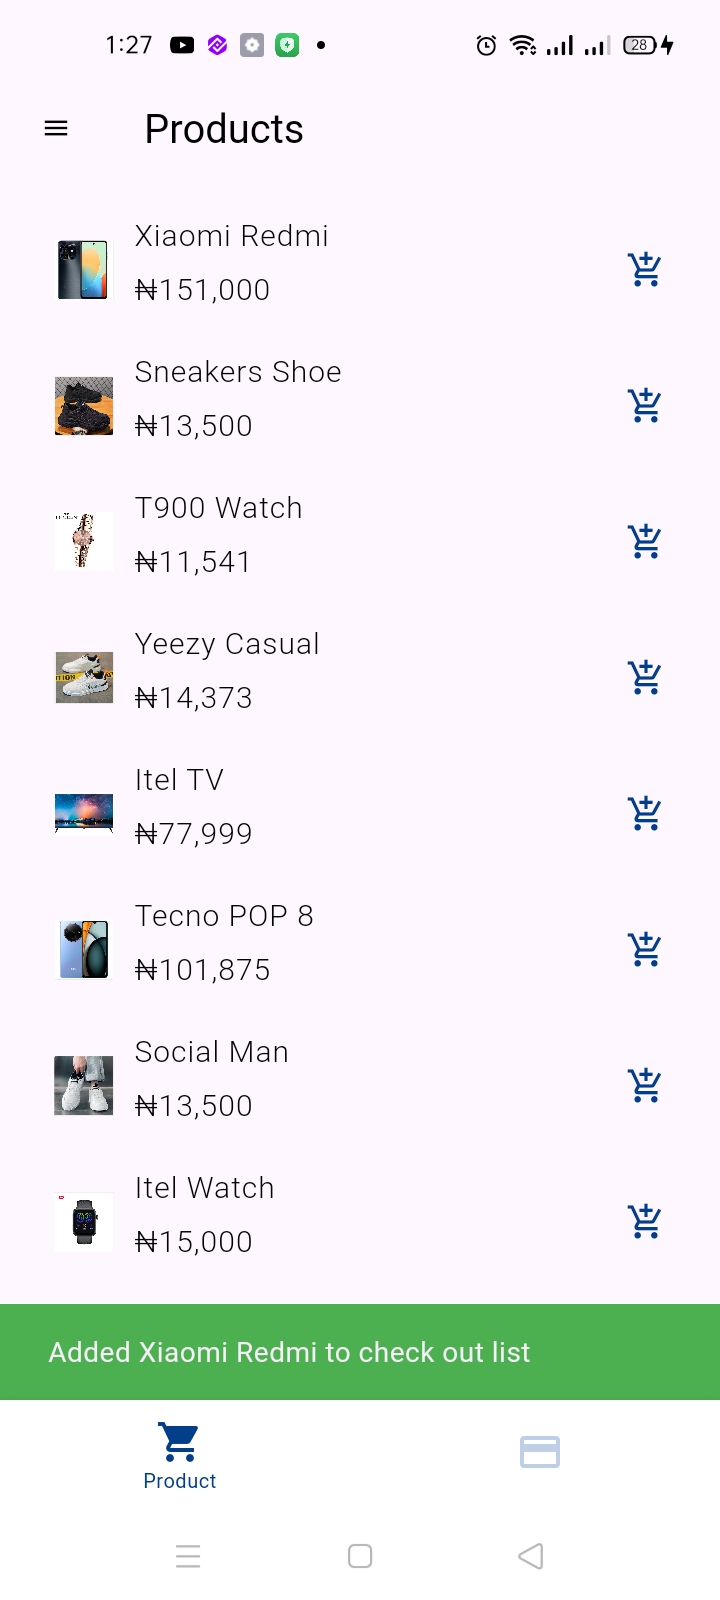 1:27
28
Products
Xiaomi Redmi
₦151,000
Sneakers Shoe
₦13,500
T900 Watch
₦11,541
Yeezy Casual
₦14,373
Itel TV
₦77,999
Tecno POP 8
₦101,875
Social Man
₦13,500
Itel Watch
₦15,000
Added Xiaomi Redmi to check out list
Product